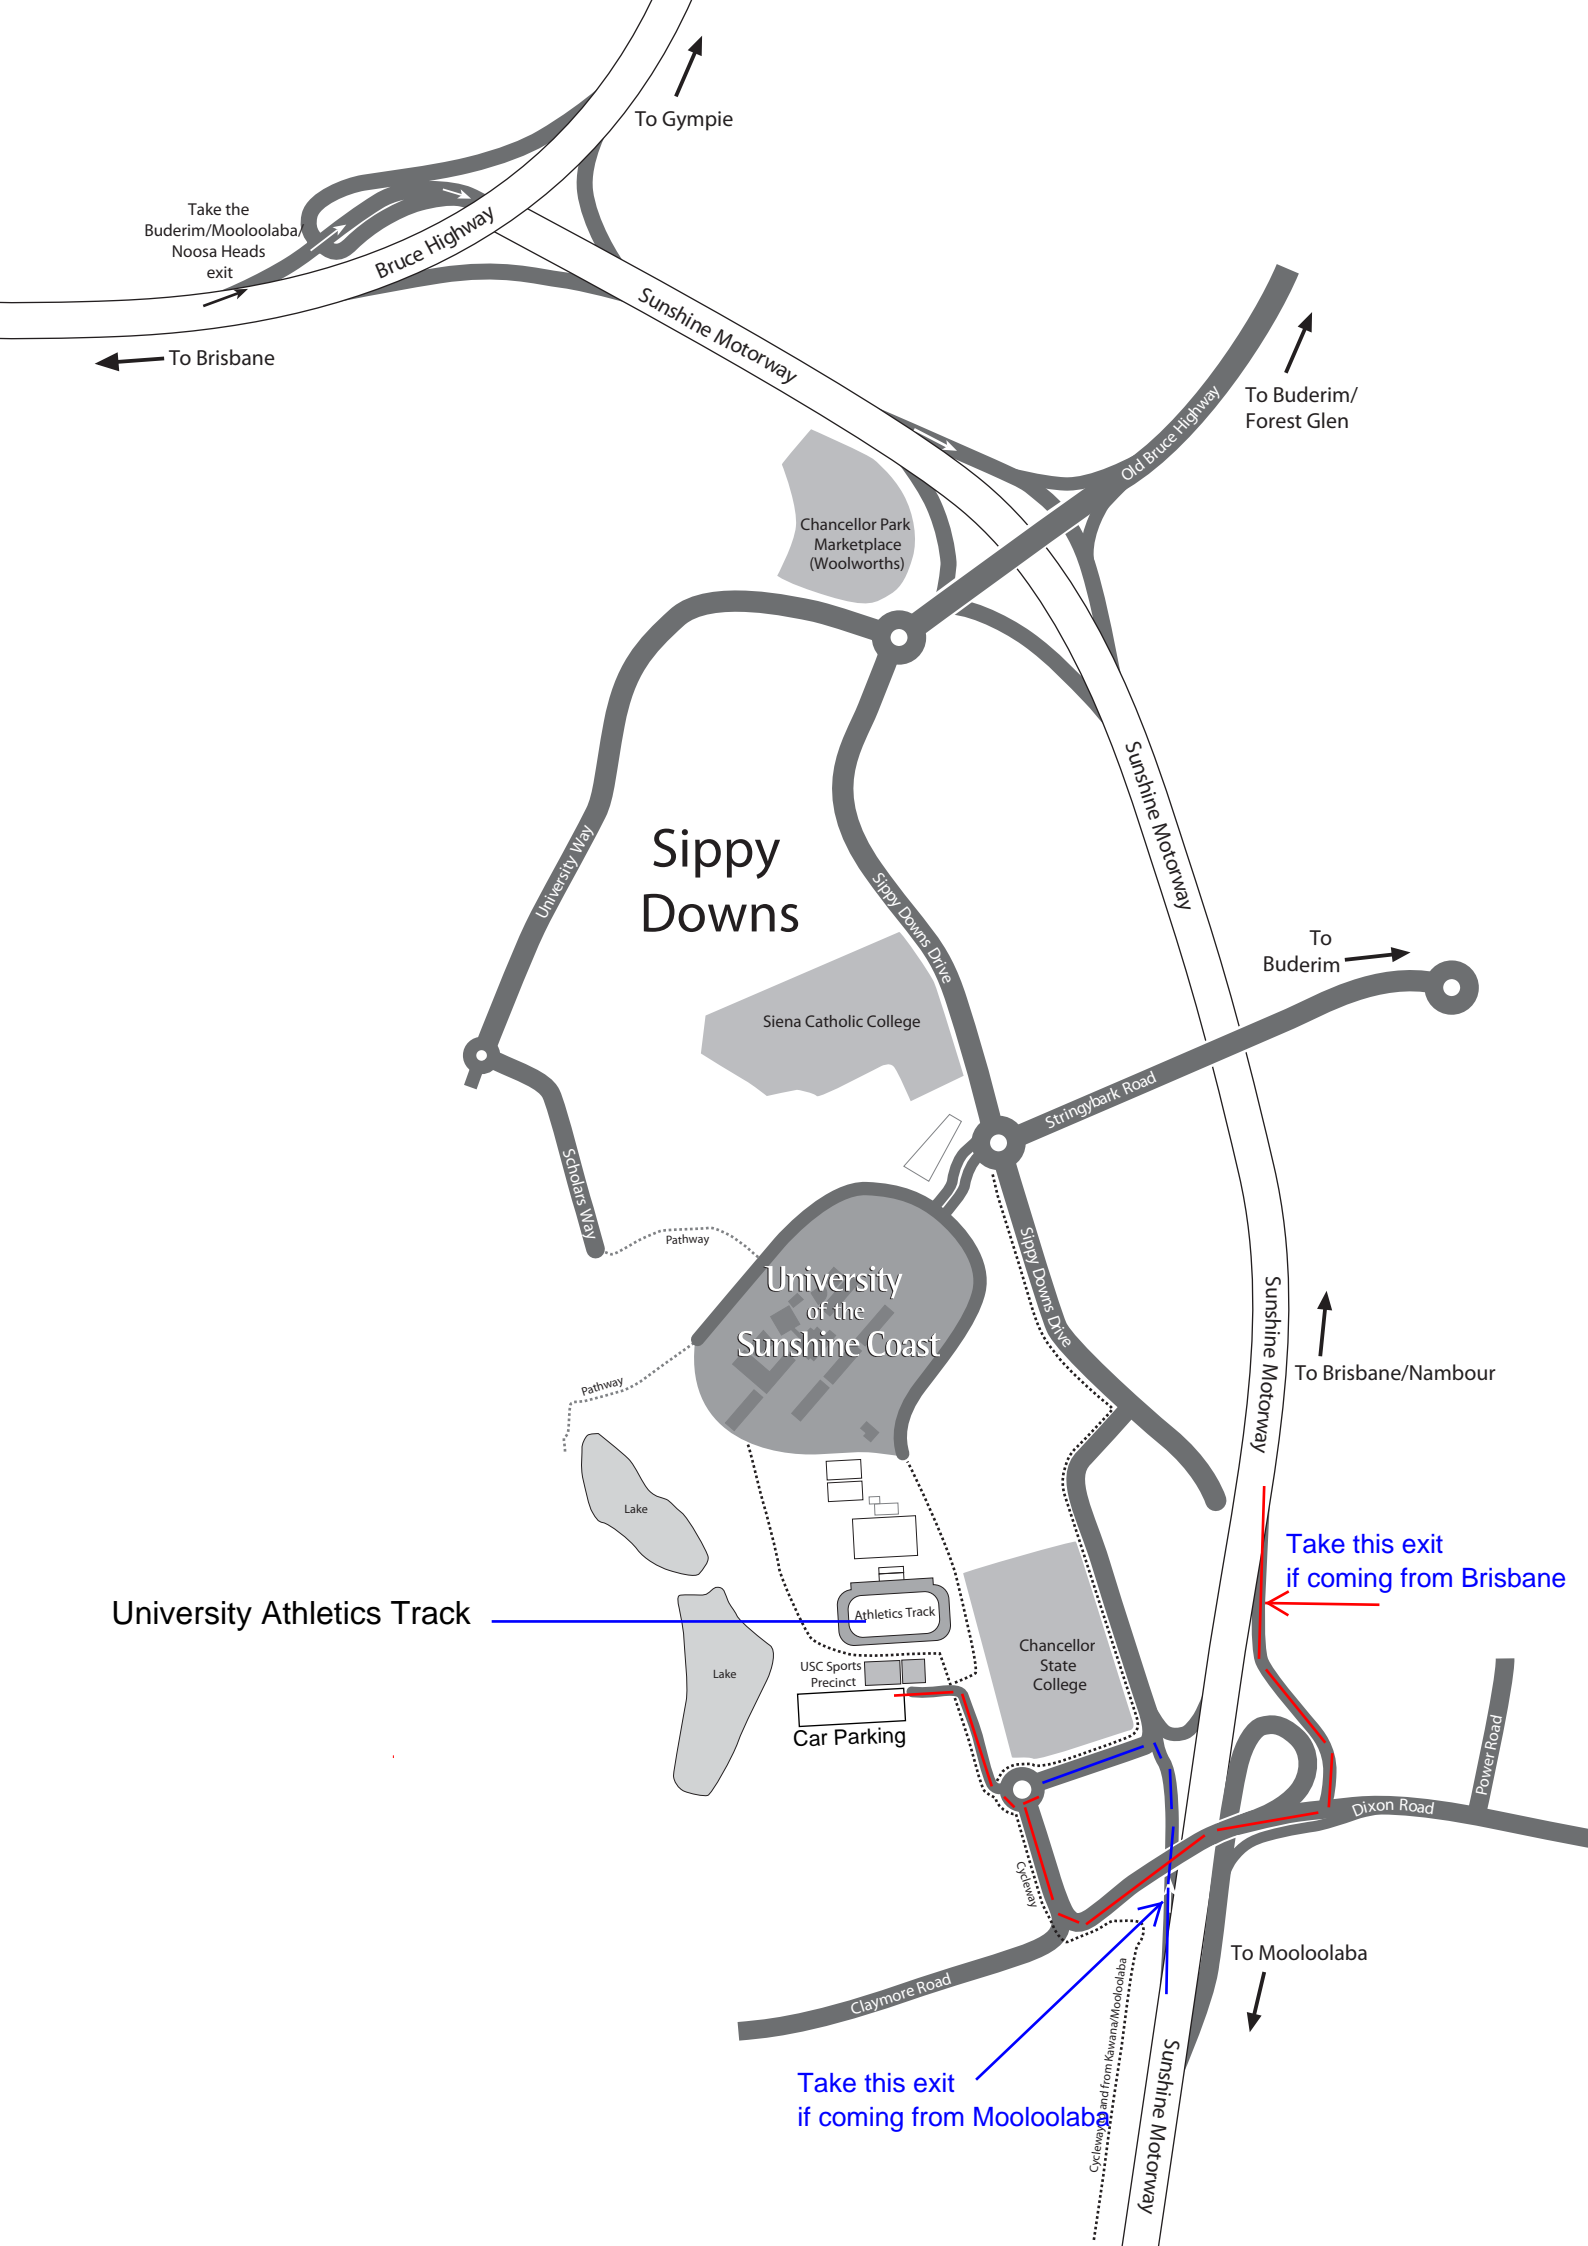 To Gympie
Take the
Buderim/Mooloolaba/
Noosa Heads
exit
Bruce Highway
To Brisbane
Sunshine Motorway
To Buderim/
Forest Glen
Old Bruce Highway
Chancellor Park
Marketplace
(Woolworths)
Sunshine Motorway
University Way
Sippy
Downs
Sippy Downs Drive
To
Buderim
Siena Catholic College
Stringybark Road
Scholars Way
Pathway
Sippy Downs Drive
University
of the
Sunshine Coast
Sunshine Motorway
To Brisbane/Nambour
Pathway
Lake
Take this exit
if coming from Brisbane
University Athletics Track
Athletics Track
Chancellor
State
College
USC Sports
Precinct
Lake
Car Parking
Power Road
Dixon Road
Cycleway
To Mooloolaba
Claymore Road
Cycleway to and from Kawana/Mooloolaba
Take this exit
if coming from Mooloolaba
Sunshine Motorway